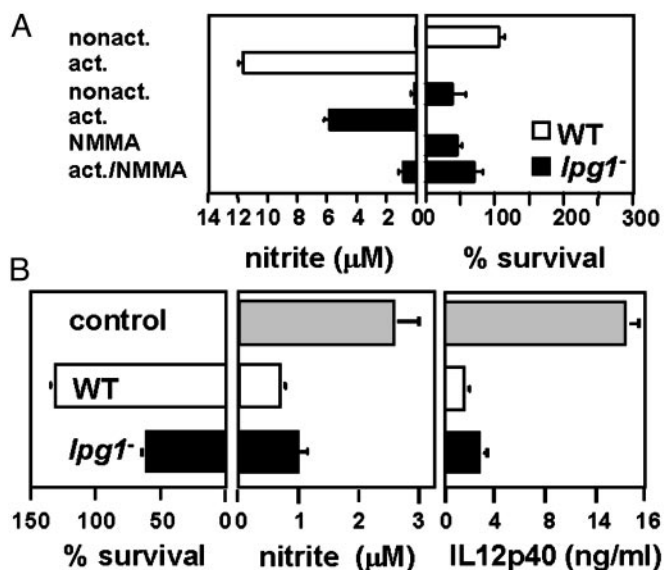 A
nonact.
act.
nonact.
act.
NMMA
act./NMMA
WT
lpg1-
14 12 10 8 6 4 2 0 0 100 200 300
nitrite (µM) % survival
B
control
WT
lpg1-
150 100 50 0 0 1 2 3 0 4 8 14 16
% survival nitrite (µM) IL12p40 (ng/ml)